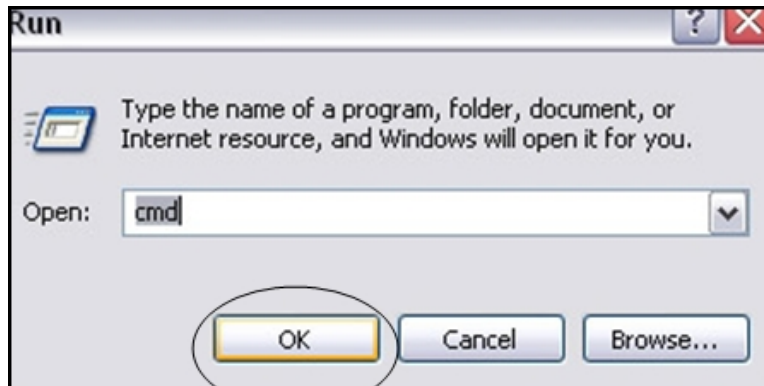 Run
?
Type the name of a program, folder, document, or
Internet resource, and Windows will open it for you.
Open: cmd
OK Cancel Browse...